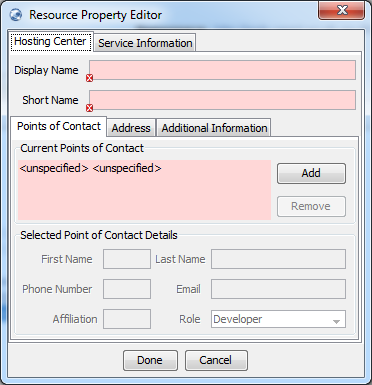 Resource Property Editor
Hosting Center Service Information
Display Name
Short Name
Points of Contact Address Additional Information
Current Points of Contact
<unspecified> <unspecified>
Add
Remove
Selected Point of Contact Details
First Name Last Name
Phone Number Email
Affiliation Role Developer
Done Cancel